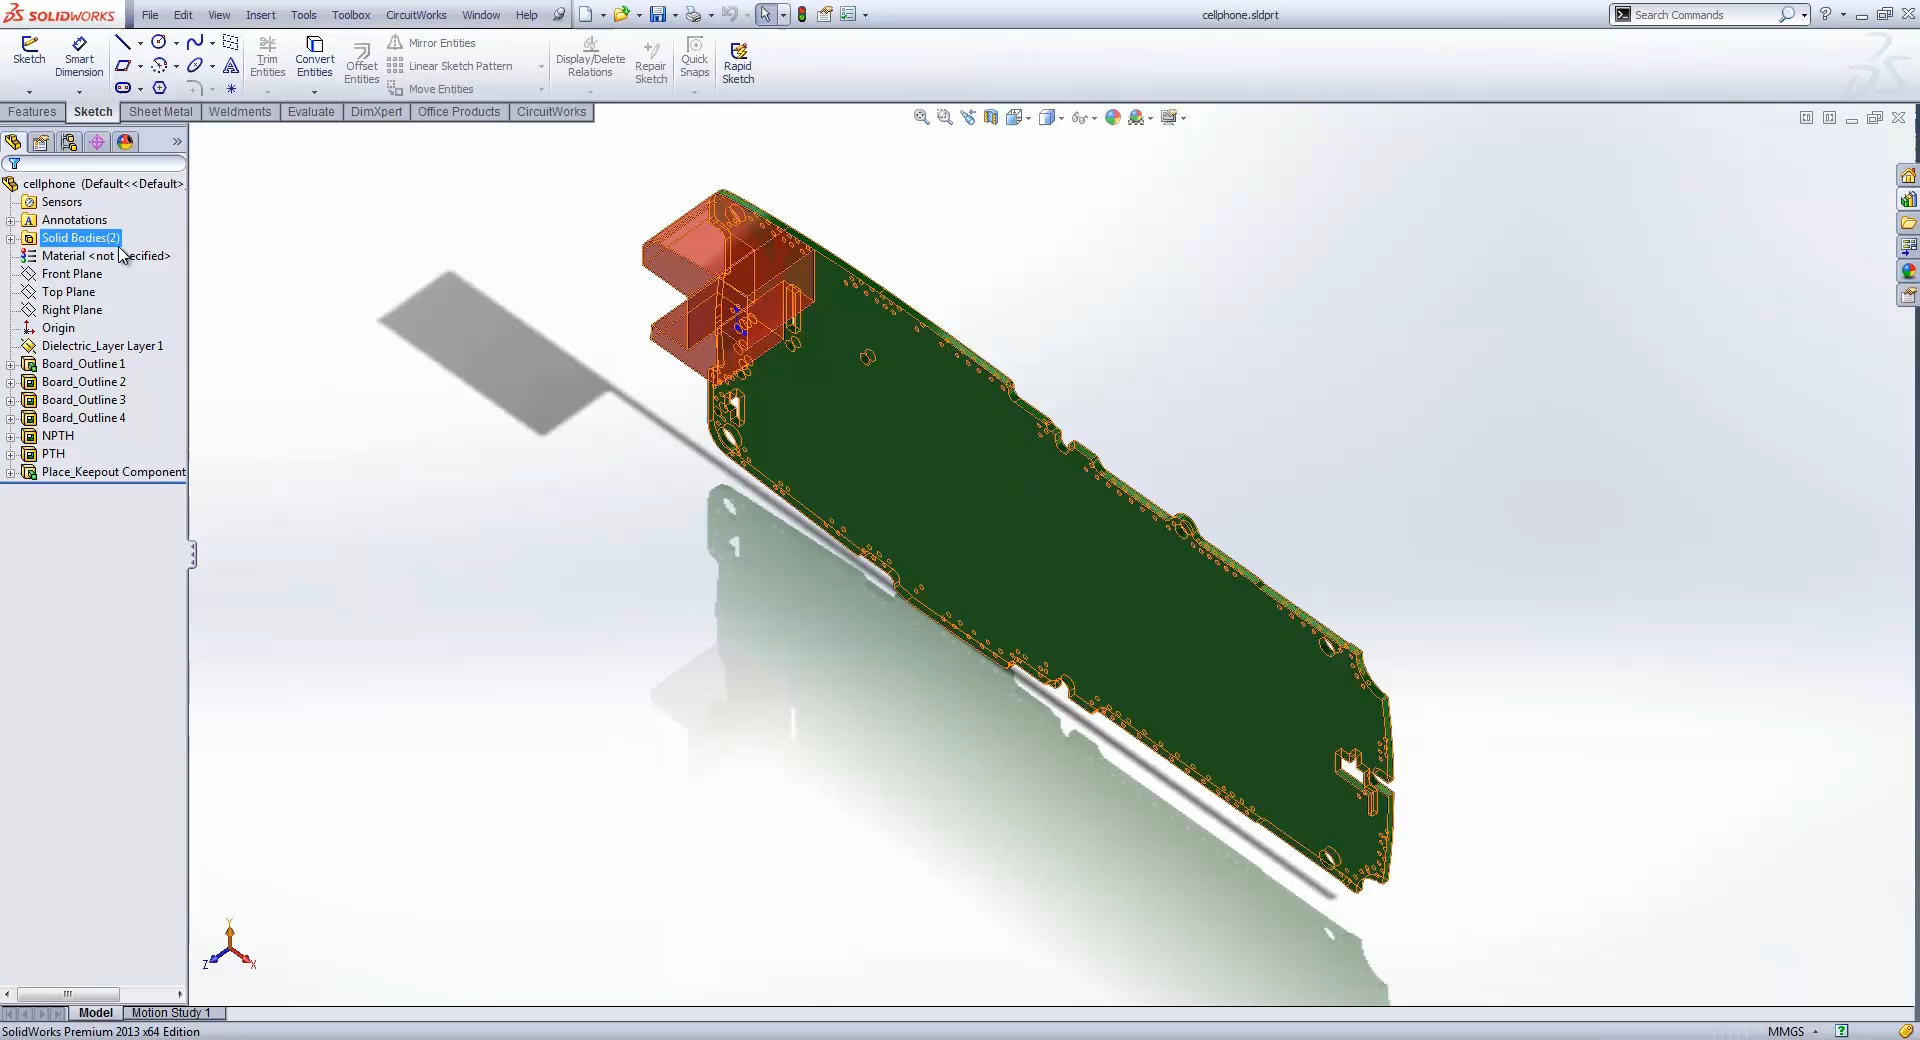 SOLIDWORKS File Edit View Insert Tools Toolbox CircuitWorks Window Help cellphone.sldprt Search Commands ?
Sketch Smart Dimension Trim Entities Convert Entities Offset Entities Mirror Entities Linear Sketch Pattern Move Entities Display/Delete Relations Repair Sketch Quick Snaps Rapid Sketch
Features Sketch Sheet Metal Weldments Evaluate DimXpert Office Products CircuitWorks
cellphone (Default<<Default>
Sensors
Annotations
Solid Bodies(2)
Material <not ecified>
Front Plane
Top Plane
Right Plane
Origin
Dielectric_Layer Layer 1
Board_Outline 1
Board_Outline 2
Board_Outline 3
Board_Outline 4
NPTH
PTH
Place_Keepout Component
Y
Z X
Model Motion Study 1
SolidWorks Premium 2013 x64 Edition MMGS ?